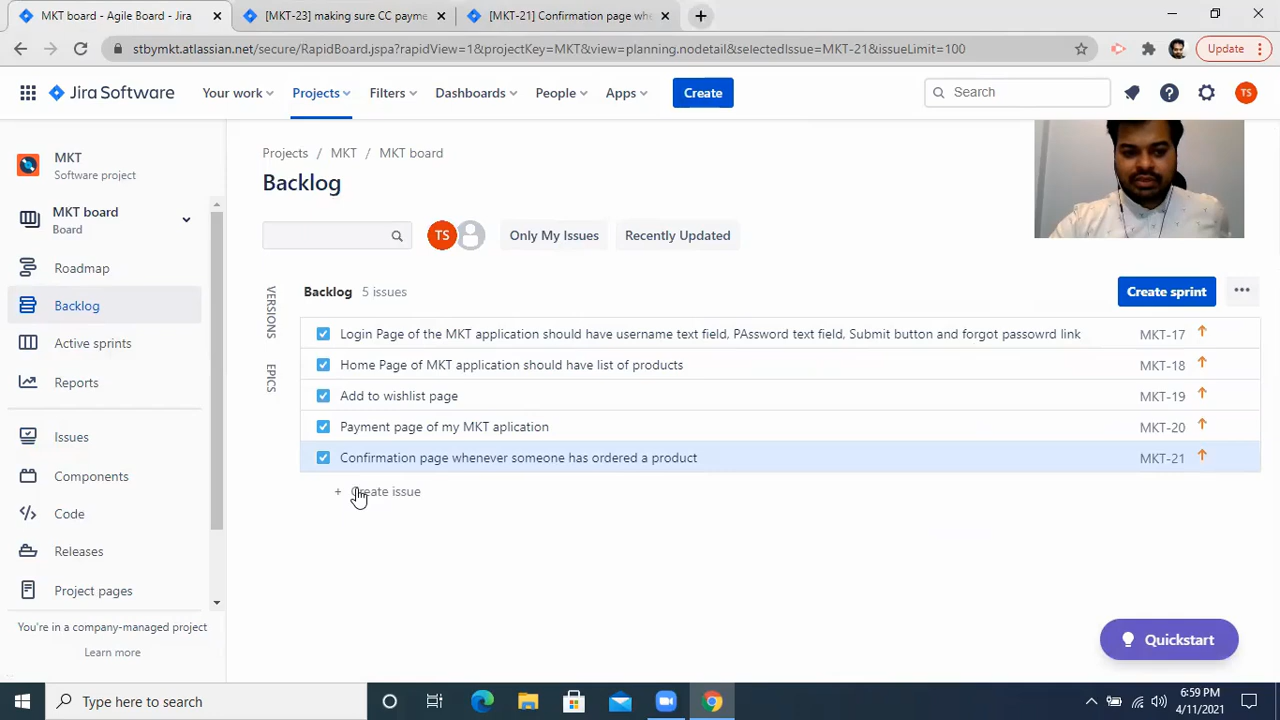 MKT board - Agile Board - Jira
[MKT-23] making sure CC payme
[MKT-21] Confirmation page whe
stbymkt.atlassian.net/secure/RapidBoard.jspa?rapidView=1&projectKey=MKT&view=planning.nodetail&selectedIssue=MKT-21&issueLimit=100
Update
Jira Software
Your work
Projects
Filters
Dashboards
People
Apps
Create
Search
TS
MKT
Software project
MKT board
Board
Roadmap
Backlog
Active sprints
Reports
Issues
Components
Code
Releases
Project pages
You're in a company-managed project
Learn more
Projects / MKT / MKT board
Backlog
TS
Only My Issues
Recently Updated
VERSIONS
EPICS
Backlog 5 issues
Create sprint
Login Page of the MKT application should have username text field, PAssword text field, Submit button and forgot passowrd link MKT-17
Home Page of MKT application should have list of products MKT-18
Add to wishlist page MKT-19
Payment page of my MKT aplication MKT-20
Confirmation page whenever someone has ordered a product MKT-21
+ Create issue
Quickstart
Type here to search
6:59 PM
4/11/2021